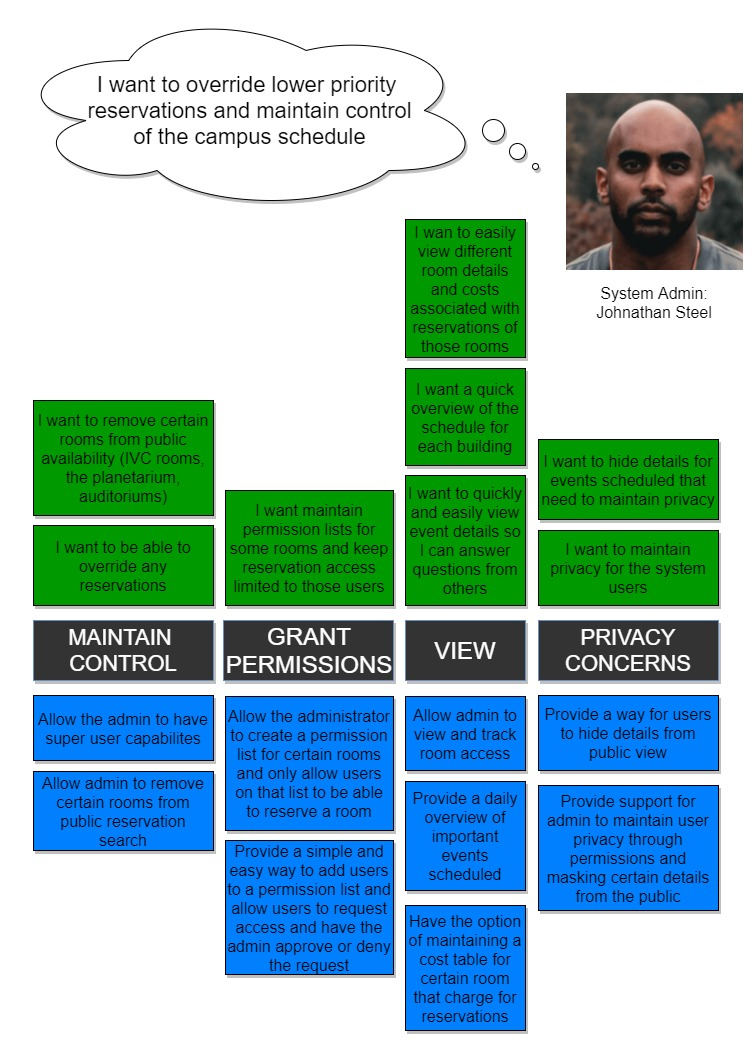 I want to override lower priority
reservations and maintain control
of the campus schedule
System Admin:
Johnathan Steel
I want to remove certain
rooms from public
availability (IVC rooms,
the planetarium,
auditoriums)
I want to be able to
override any
reservations
I want maintain
permission lists for
some rooms and keep
reservation access
limited to those users
I wan to easily
view different
room details
and costs
associated with
reservations of
those rooms
I want a quick
overview of the
schedule for
each building
I want to quickly
and easily view
event details so
I can answer
questions from
others
I want to hide details for
events scheduled that
need to maintain privacy
I want to maintain
privacy for the system
users
MAINTAIN
CONTROL
GRANT
PERMISSIONS
VIEW
PRIVACY
CONCERNS
Allow the admin to have
super user capabilites
Allow admin to remove
certain rooms from
public reservation
search
Allow the administrator
to create a permission
list for certain rooms
and only allow users
on that list to be able
to reserve a room
Provide a simple and
easy way to add users
to a permission list and
allow users to request
access and have the
admin approve or deny
the request
Allow admin to
view and track
room access
Provide a daily
overview of
important
events
scheduled
Have the option
of maintaining a
cost table for
certain room
that charge for
reservations
Provide a way for users
to hide details from
public view
Provide support for
admin to maintain user
privacy through
permissions and
masking certain details
from the public